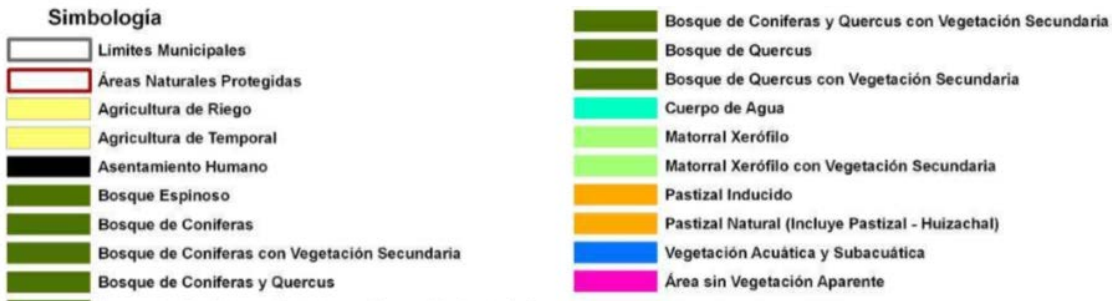 Simbología
Limites Municipales
Áreas Naturales Protegidas
Agricultura de Riego
Agricultura de Temporal
Asentamiento Humano
Bosque Espinoso
Bosque de Coniferas
Bosque de Coniferas con Vegetación Secundaria
Bosque de Coniferas y Quercus
Bosque de Coniferas y Quercus con Vegetación Secundaria
Bosque de Quercus
Bosque de Quercus con Vegetación Secundaria
Cuerpo de Agua
Matorral Xerófilo
Matorral Xerófilo con Vegetación Secundaria
Pastizal Inducido
Pastizal Natural (Incluye Pastizal - Huizachal)
Vegetación Acuática y Subacuática
Área sin Vegetación Aparente